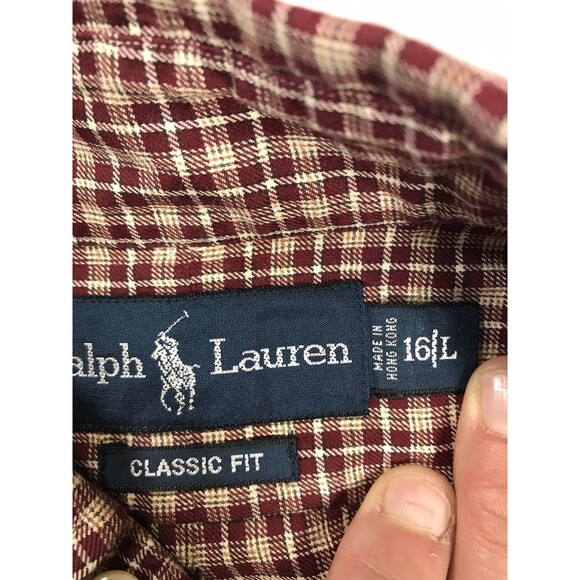 alph Lauren
MADE IN
HONG KONG
16/L
CLASSIC FIT